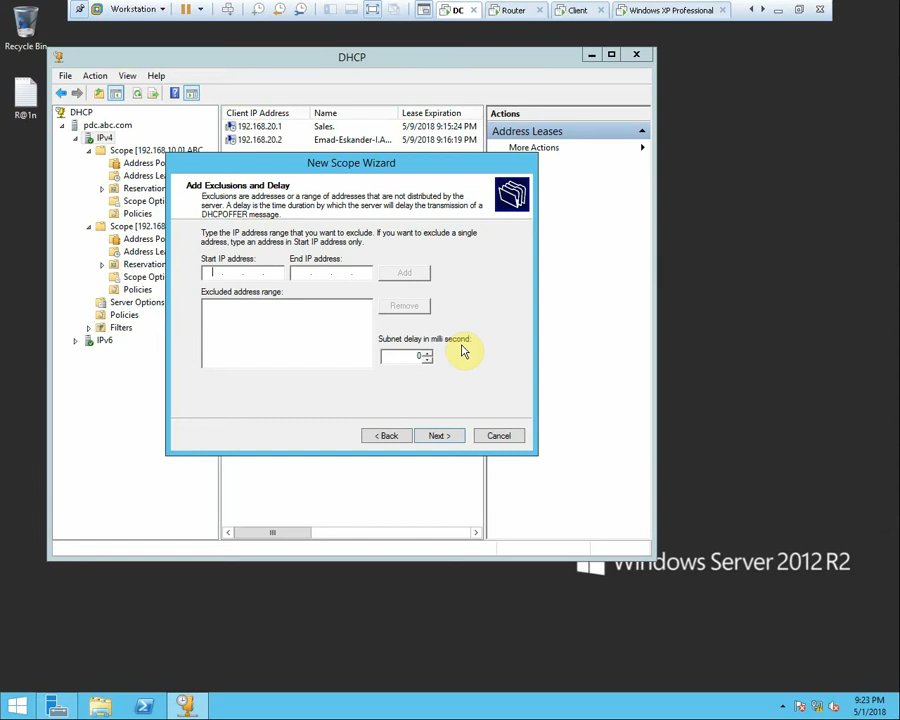 Workstation
DC
Router
Client
Windows XP Professional
Recycle Bin
R@1n
DHCP
File Action View Help
DHCP
pdc.abc.com
IPv4
Scope [192.168.10.0] ABC
Address Po
Address Lea
Reservation
Scope Opti
Policies
Scope [192.168
Address Po
Address Lea
Reservation
Scope Opti
Policies
Server Options
Policies
Filters
IPv6
Client IP Address Name Lease Expiration
192.168.20.1 Sales. 5/9/2018 9:15:24 PM
192.168.20.2 Emad-Eskander-I.A... 5/9/2018 9:16:19 PM
Actions
Address Leases
More Actions
New Scope Wizard
Add Exclusions and Delay
Exclusions are addresses or a range of addresses that are not distributed by the
server. A delay is the time duration by which the server will delay the transmission of a
DHCPOFFER message.
Type the IP address range that you want to exclude. If you want to exclude a single
address, type an address in Start IP address only.
Start IP address: End IP address:
Add
Excluded address range:
Remove
Subnet delay in milli second:
0
< Back Next > Cancel
Windows Server 2012 R2
9:23 PM
5/1/2018